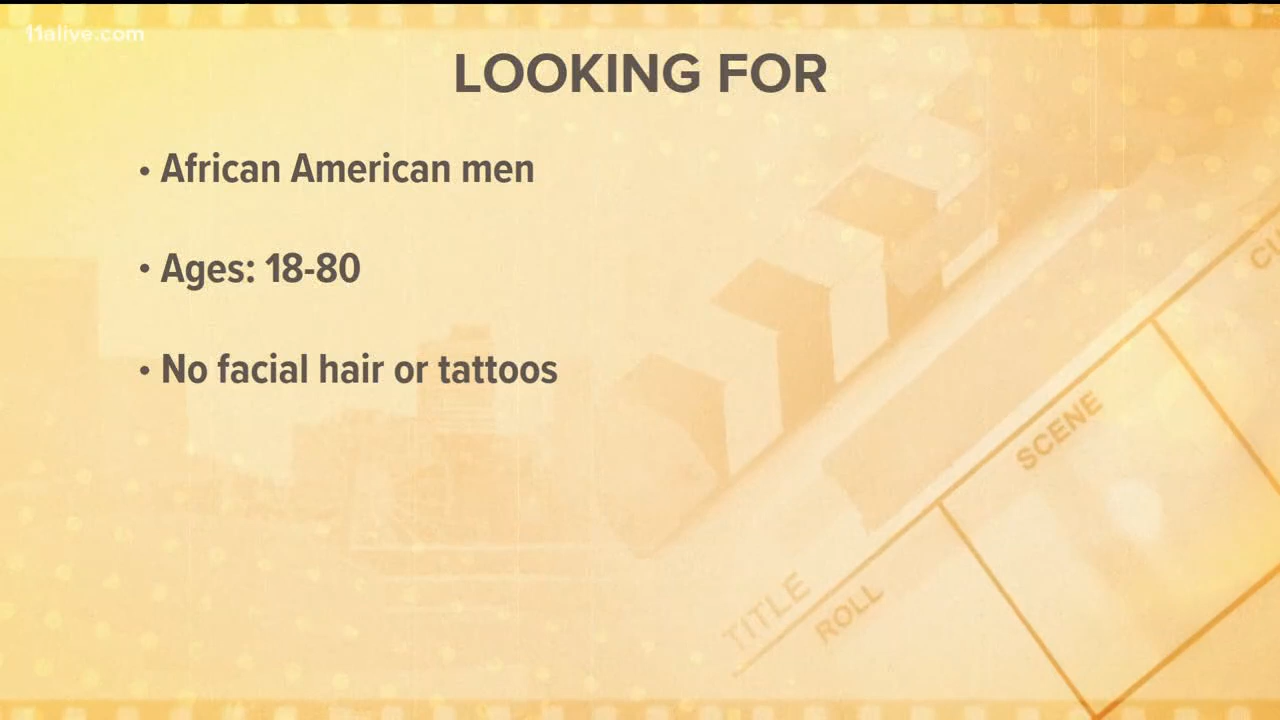 11alive.com
LOOKING FOR
• African American men
• Ages: 18-80
• No facial hair or tattoos
SCENE
TITLE
ROLL